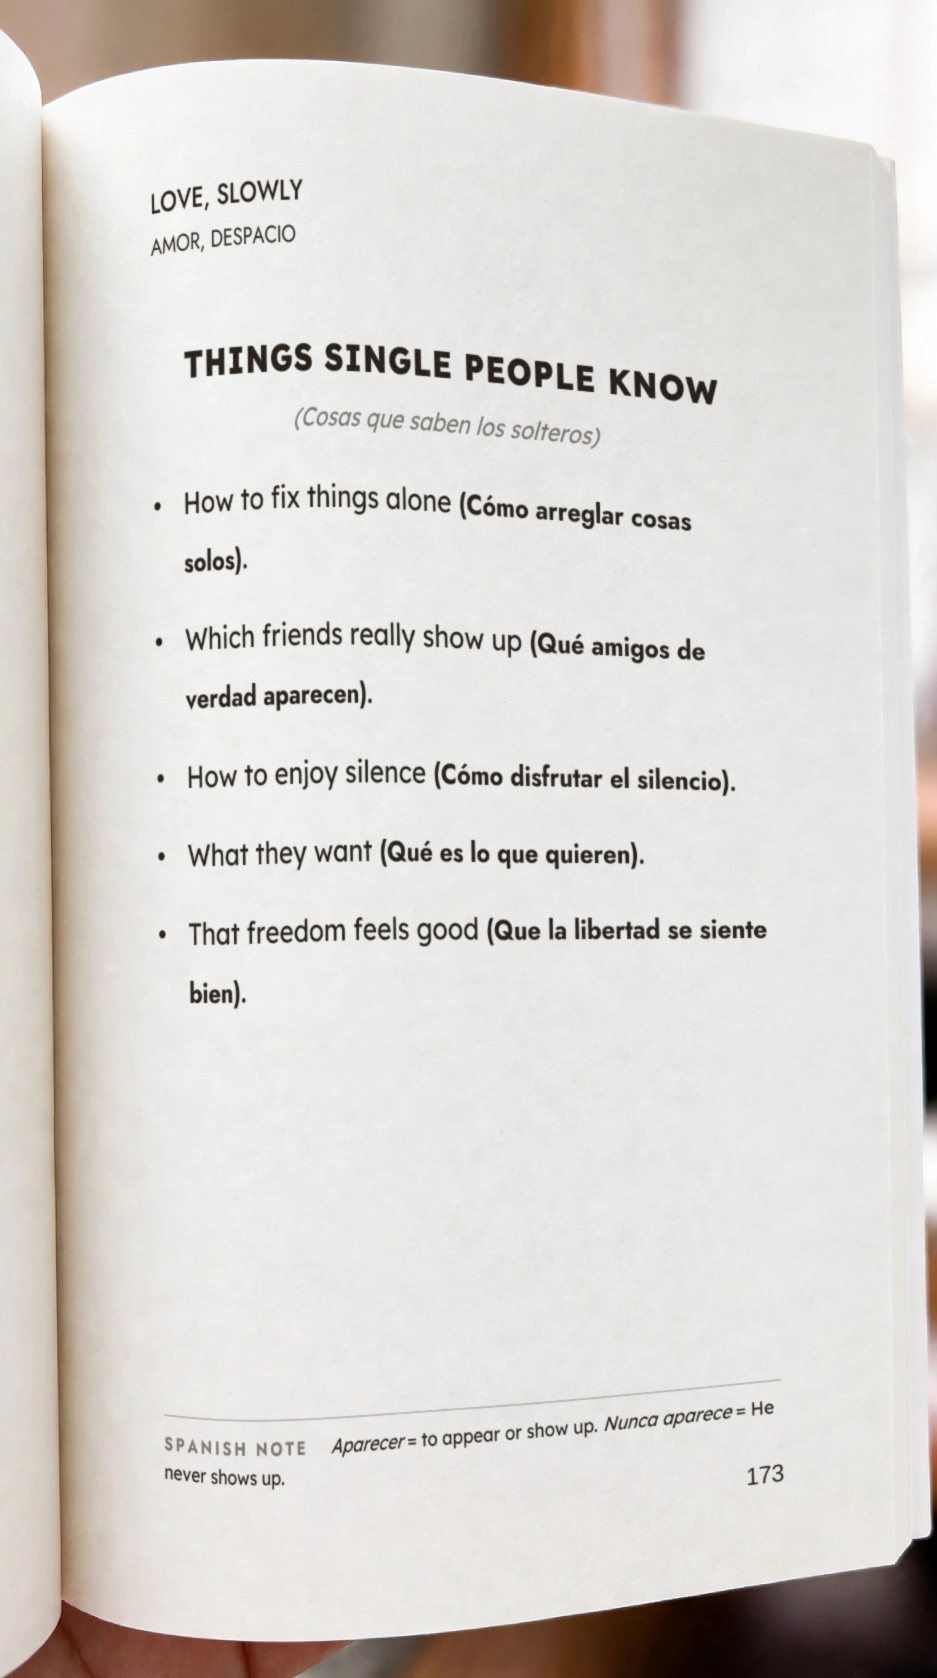 LOVE, SLOWLY
AMOR, DESPACIO
THINGS SINGLE PEOPLE KNOW
(Cosas que saben los solteros)
• How to fix things alone (Cómo arreglar cosas
solos).
• Which friends really show up (Qué amigos de
verdad aparecen).
• How to enjoy silence (Cómo disfrutar el silencio).
• What they want (Qué es lo que quieren).
• That freedom feels good (Que la libertad se siente
bien).
SPANISH NOTE Aparecer = to appear or show up. Nunca aparece = He
never shows up.
173